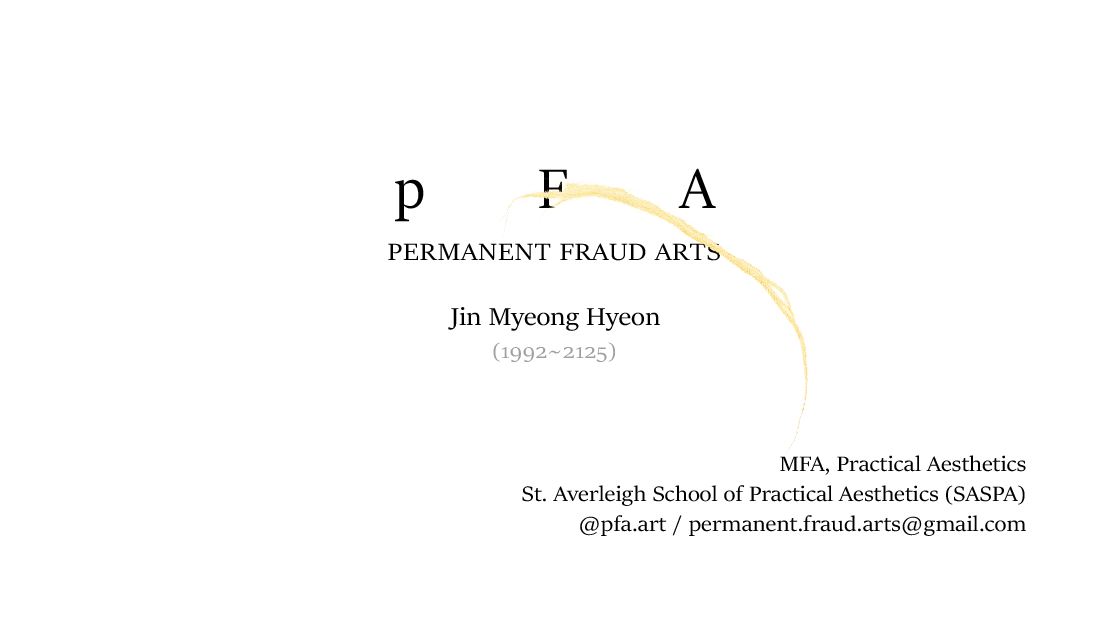 p F A
PERMANENT FRAUD ARTS
Jin Myeong Hyeon
(1992~2125)
MFA, Practical Aesthetics
St. Averleigh School of Practical Aesthetics (SASPA)
@pfa.art / permanent.fraud.arts@gmail.com